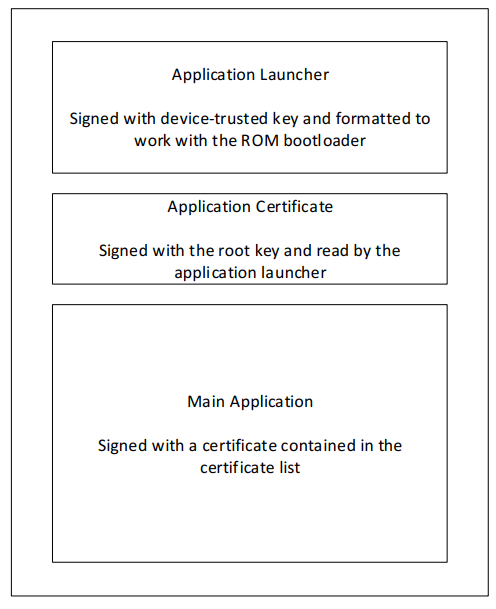 Application Launcher
Signed with device-trusted key and formatted to
work with the ROM bootloader
Application Certificate
Signed with the root key and read by the
application launcher
Main Application
Signed with a certificate contained in the
certificate list